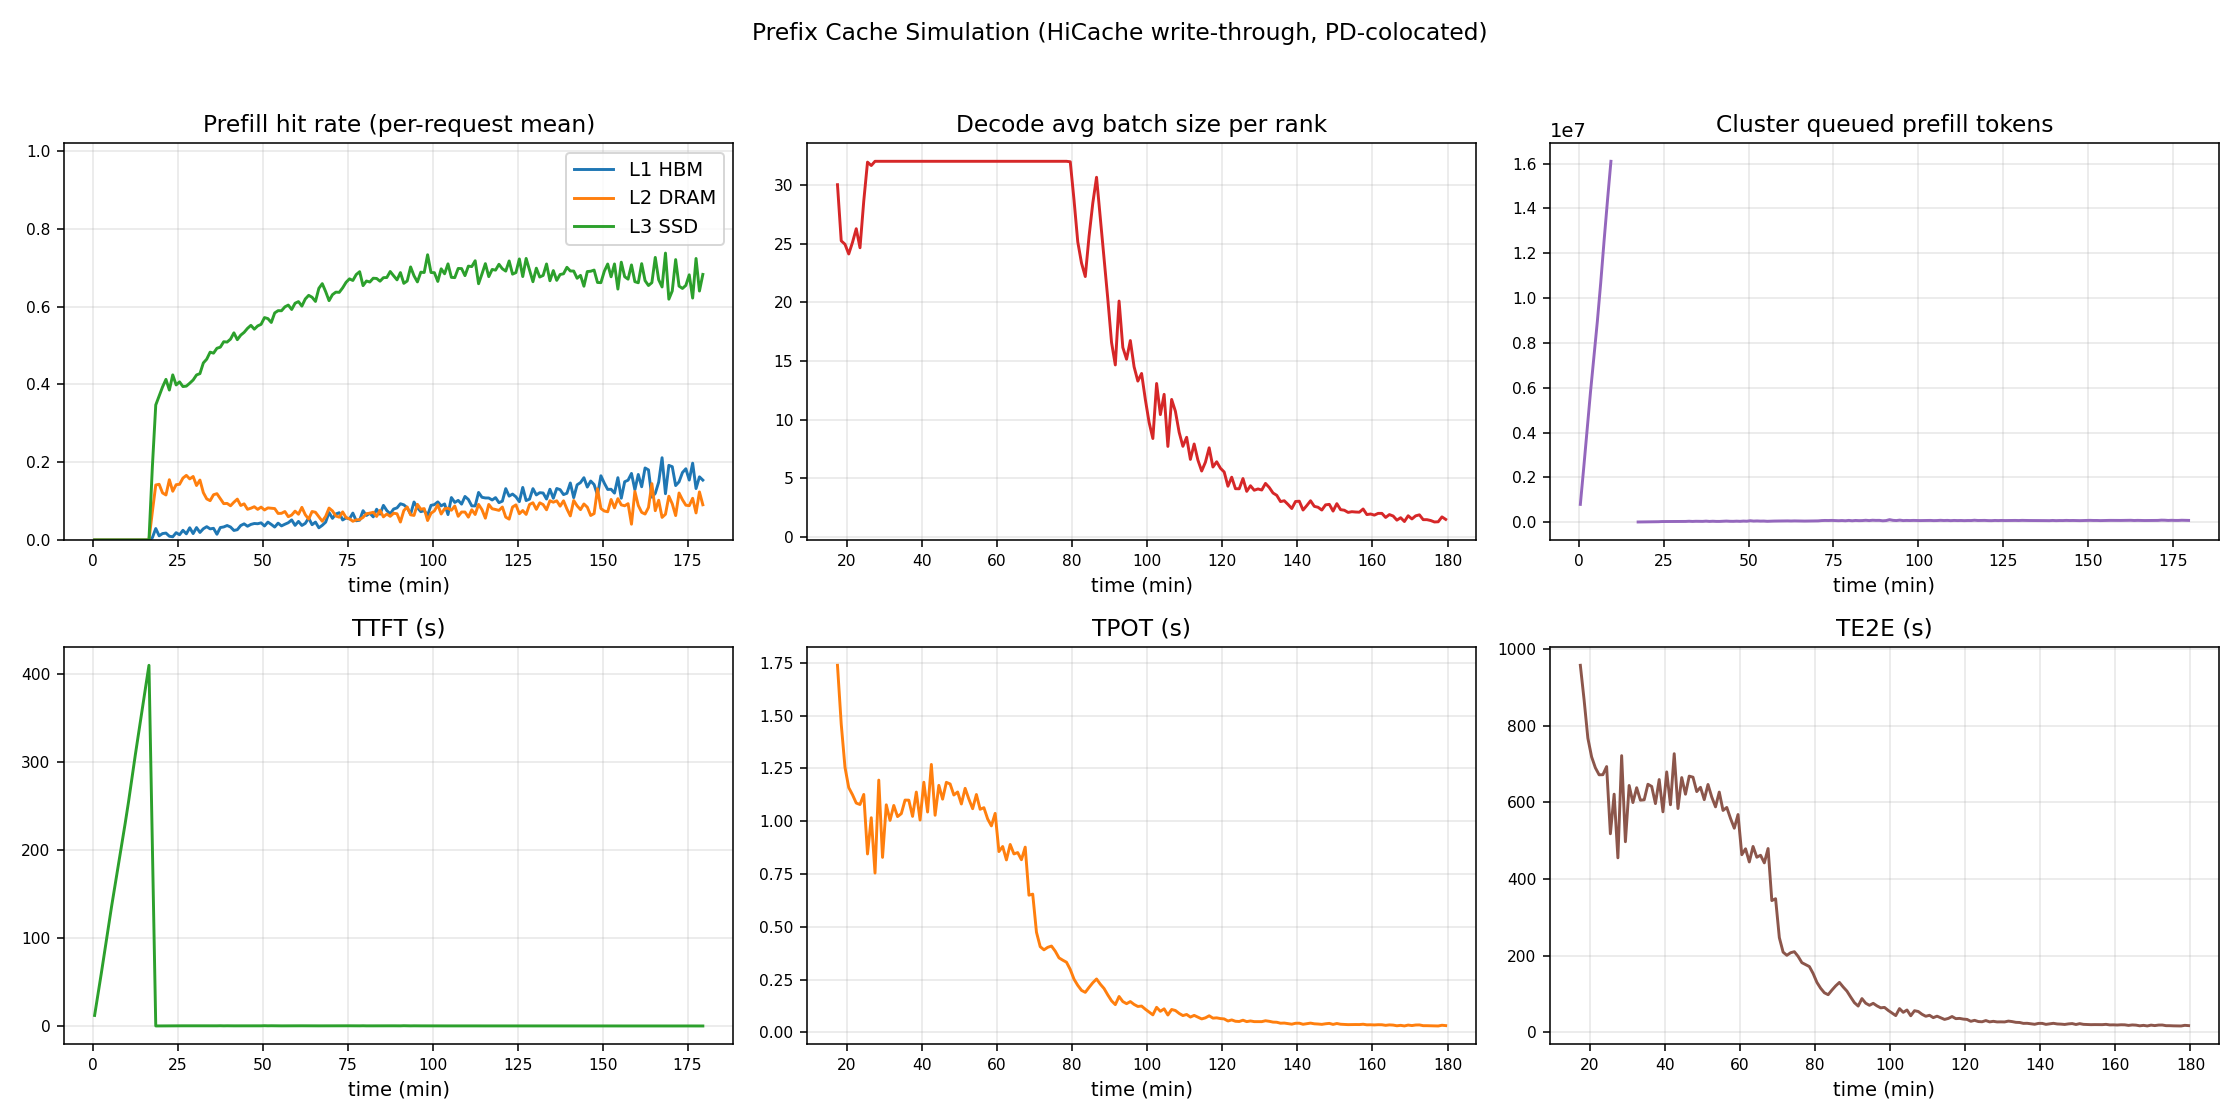 Prefix Cache Simulation (HiCache write-through, PD-colocated)
Prefill hit rate (per-request mean)
1.0
0.8
0.6
0.4
0.2
0.0
L1 HBM
L2 DRAM
L3 SSD
0 25 50 75 100 125 150 175
time (min)
Decode avg batch size per rank
30
25
20
15
10
5
0
20 40 60 80 100 120 140 160 180
time (min)
Cluster queued prefill tokens
1e7
1.6
1.4
1.2
1.0
0.8
0.6
0.4
0.2
0.0
0 25 50 75 100 125 150 175
time (min)
TTFT (s)
400
300
200
100
0
0 25 50 75 100 125 150 175
time (min)
TPOT (s)
1.75
1.50
1.25
1.00
0.75
0.50
0.25
0.00
20 40 60 80 100 120 140 160 180
time (min)
TE2E (s)
1000
800
600
400
200
0
20 40 60 80 100 120 140 160 180
time (min)